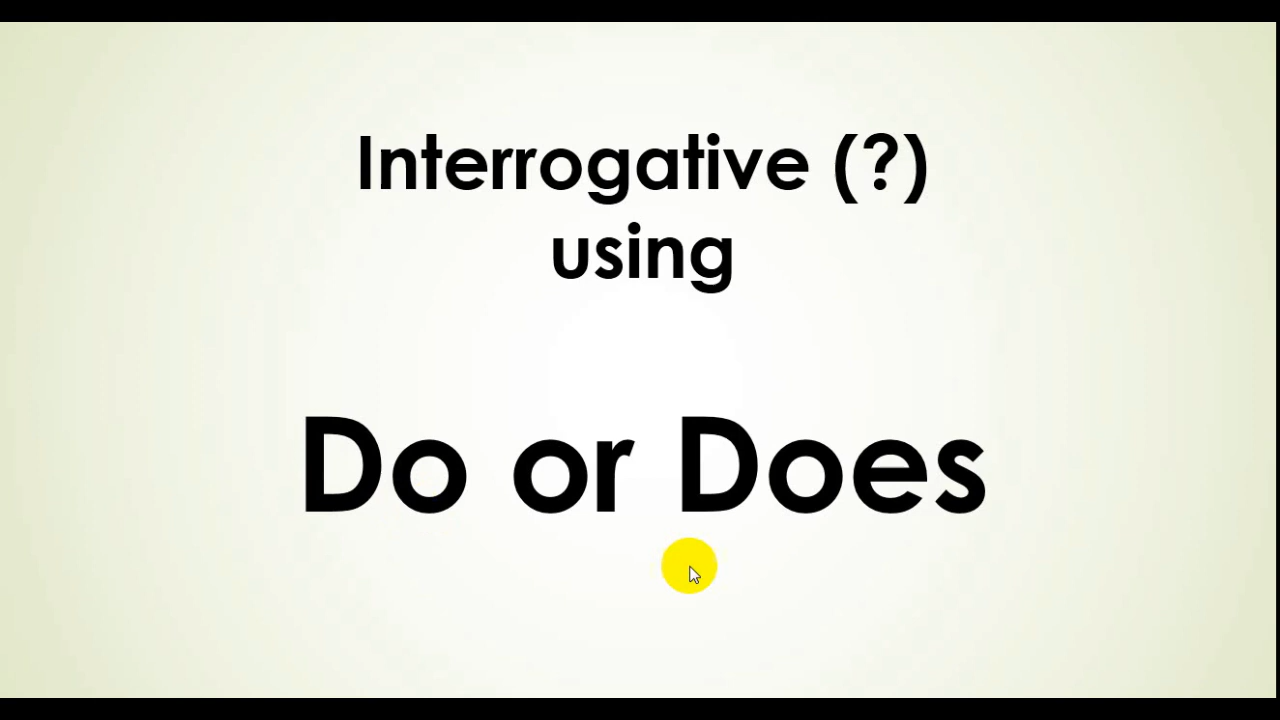 Interrogative (?)
using
Do or Does